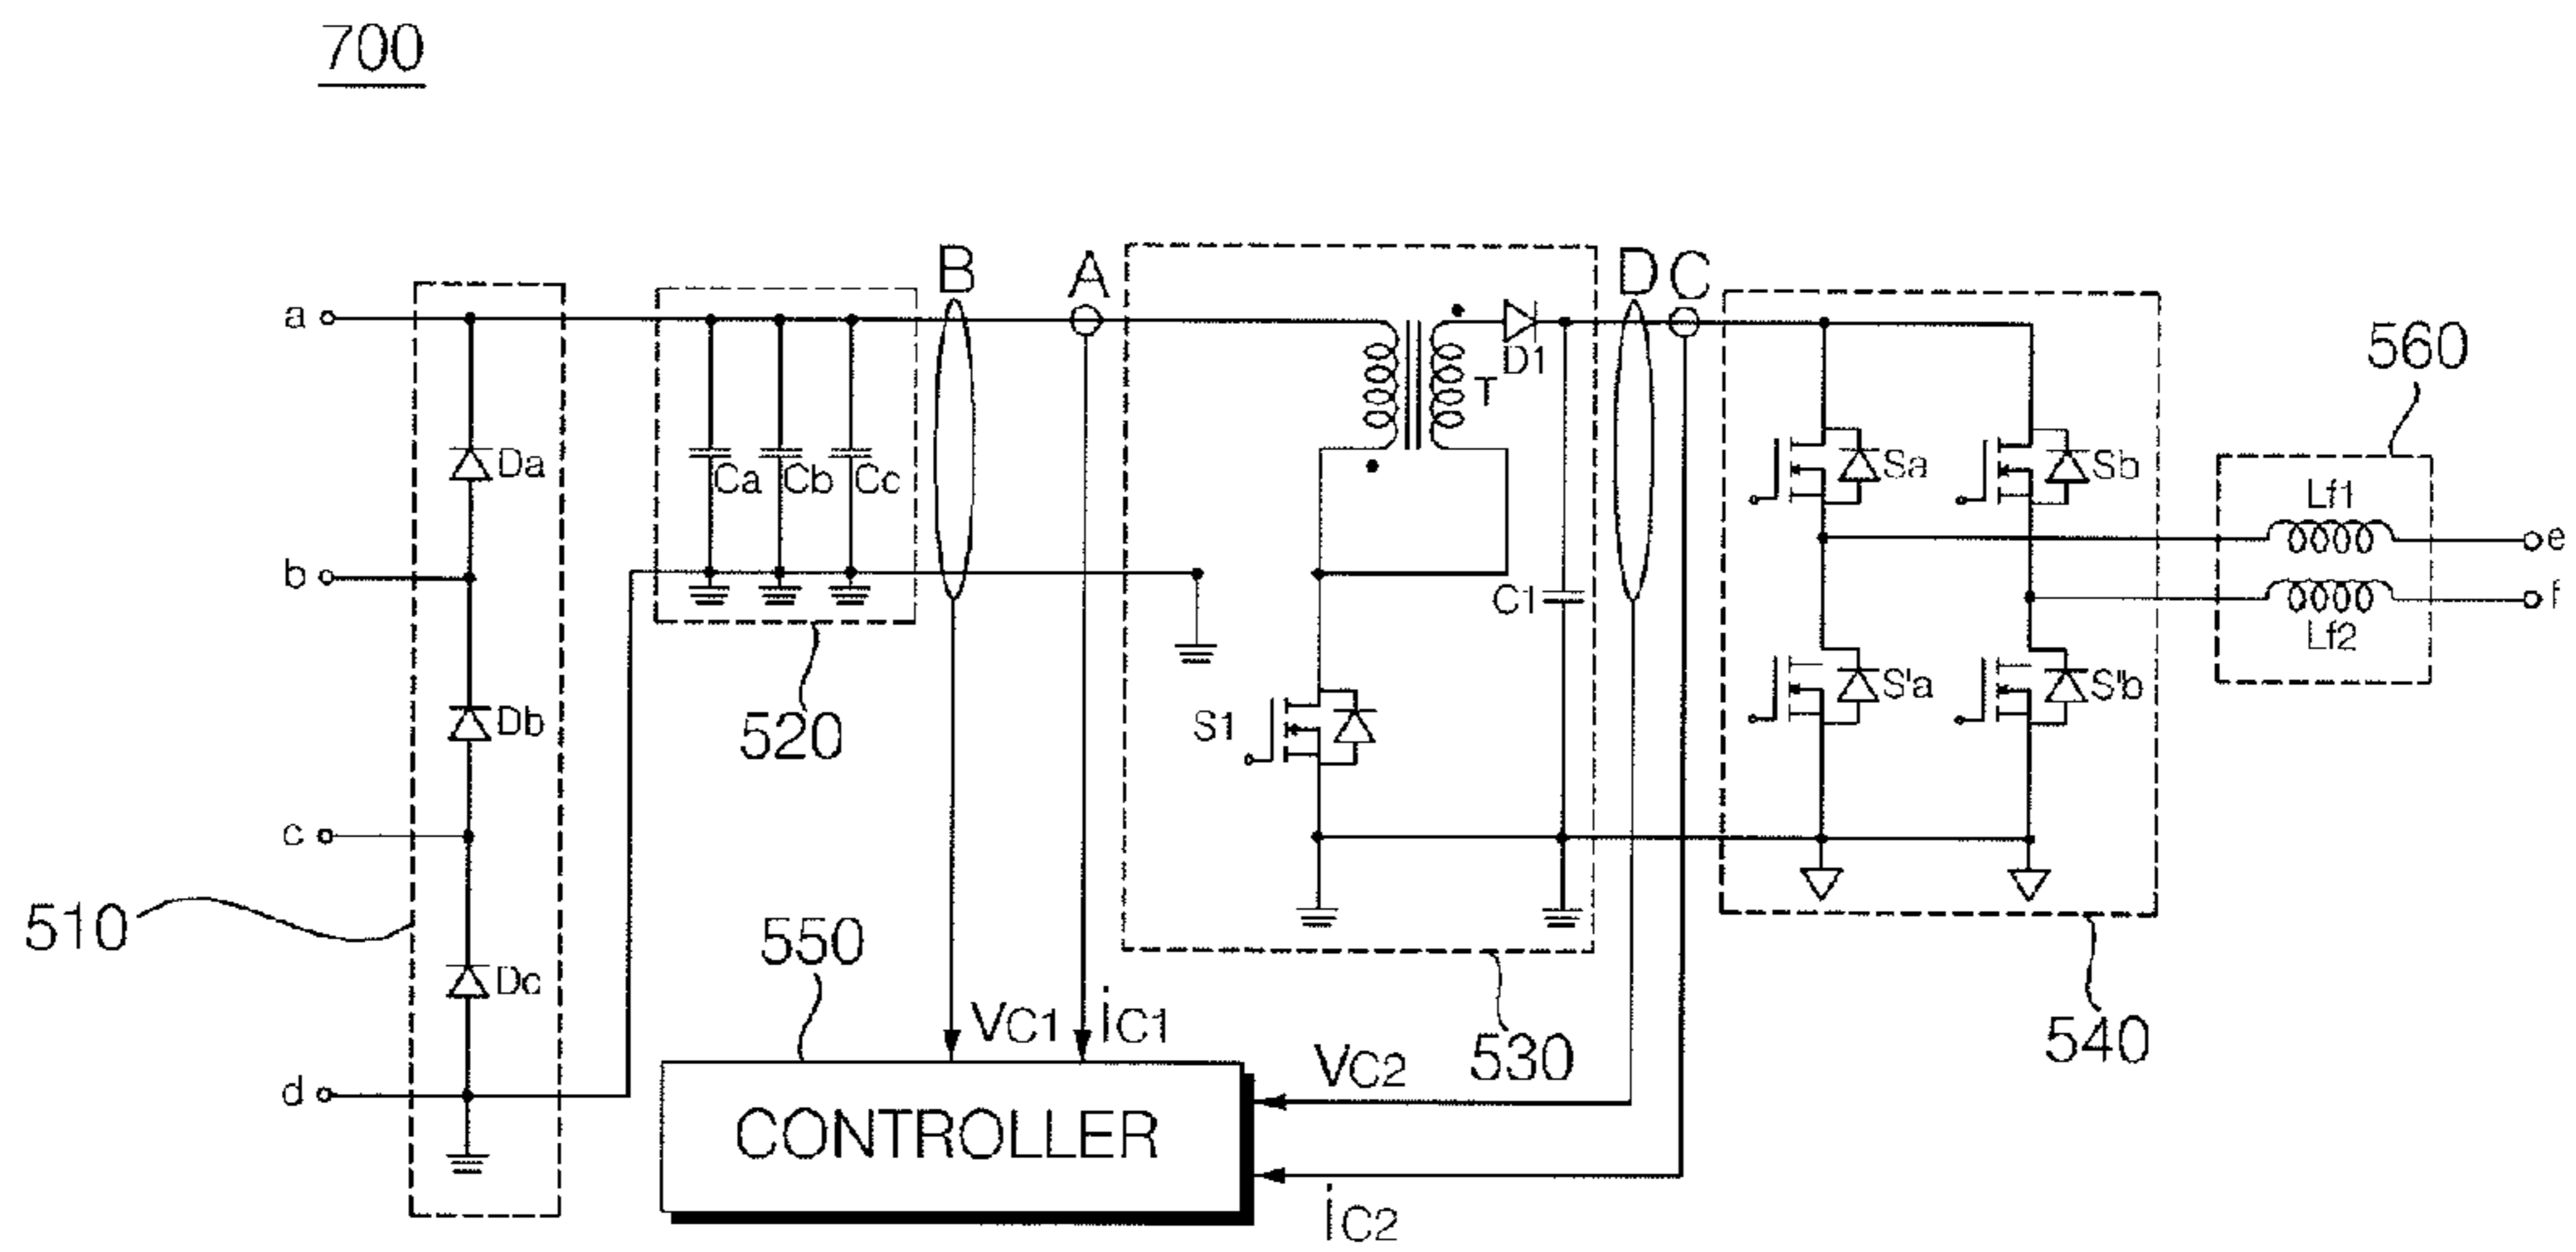 700
B
A
D
C
a
560
D1
T
Da
Ca
Cb
Cc
Sa
Sb
Lf1
b
e
f
C1
Lf2
S'a
S''b
S1
Db
520
c
510
550
Dc
VC1
iC1
530
540
VC2
d
CONTROLLER
iC2